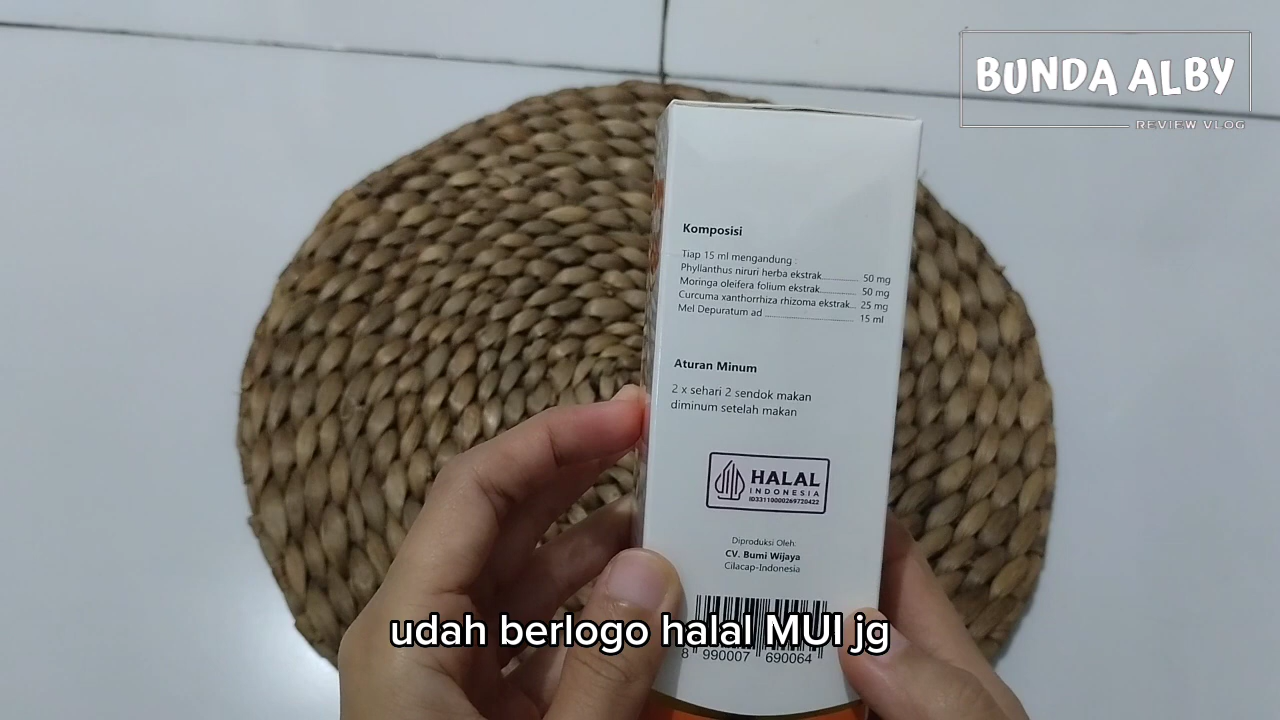 BUNDA ALBY
REVIEW VLOG
Komposisi
Tiap 15 ml mengandung :
Phyllanthus niruri herba ekstrak............ 50 mg
Moringa oleifera folium ekstrak............ 50 mg
Curcuma xanthorrhiza rhizoma ekstrak... 25 mg
Mel Depuratum ad .............................. 15 ml
Aturan Minum
2 x sehari 2 sendok makan
diminum setelah makan
HALAL
INDONESIA
ID33110000269720422
Diproduksi Oleh:
CV. Bumi Wijaya
Cilacap-Indonesia
udah berlogo halal MUI jg
8 990007 690064